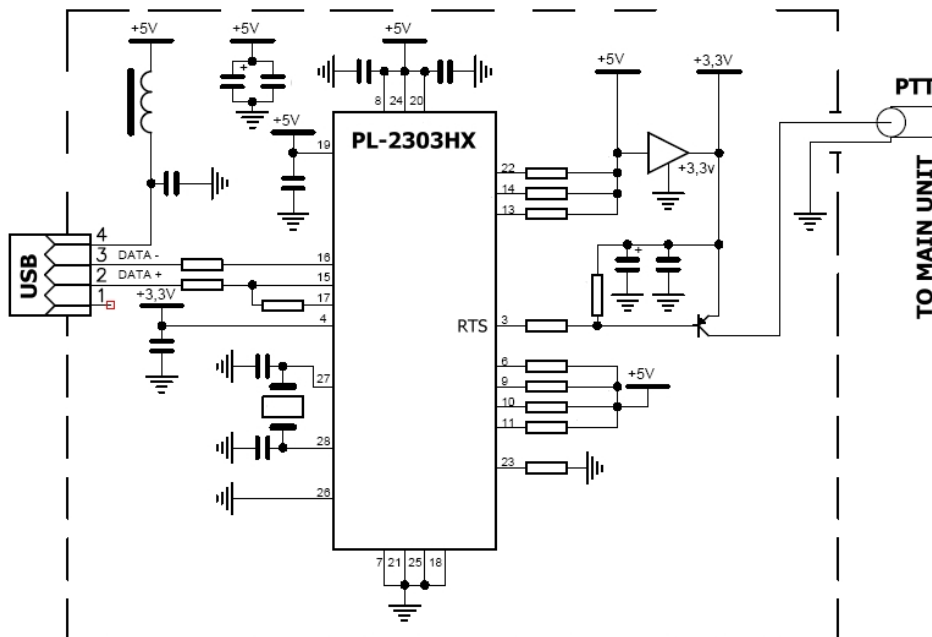 +5V
+5V
+5V
+5V
+3,3V
PTT
8
24
20
+5V
19
PL-2303HX
22
14
13
+3,3v
TO MAIN UNIT
USB
4
3
DATA -
16
2
DATA +
15
1
17
+3,3V
4
RTS
3
27
6
9
10
11
+5V
28
23
26
7
21
25
18